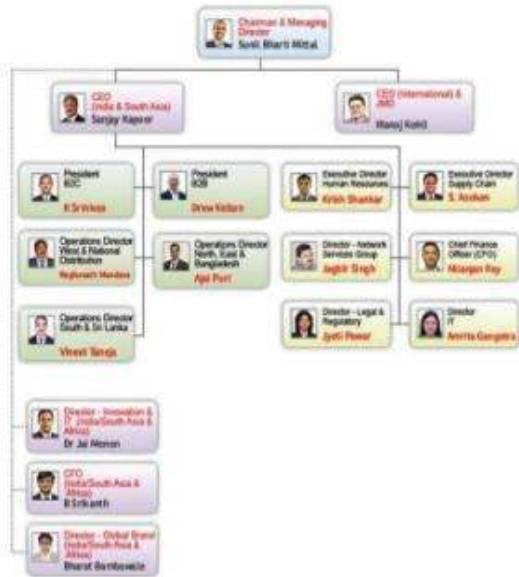 Chairman & Managing
Director
Sunil Bharti Mittal
CEO
(India & South Asia)
Sanjay Kapoor
CEO (International) &
JMD
Manoj Kohli
President
B2C
K Srinivas
President
B2B
Drew Kelton
Executive Director
Human Resources
Krish Shankar
Executive Director
Supply Chain
S. Asokan
Operations Director
West & National
Distribution
Raghunath Mandava
Operations Director
North, East &
Bangladesh
Ajai Puri
Director - Network
Services Group
Jagbir Singh
Chief Finance
Officer (CFO)
Nilanjan Roy
Operations Director
South & Sri Lanka
Vineet Taneja
Director - Legal &
Regulatory
Jyoti Pawar
Director
IT
Amrita Gangotra
Director - Innovation &
IT (India/South Asia &
Africa)
Dr Jai Menon
CFO
(India/South Asia &
Africa)
B Srikanth
Director - Global Brand
(India/South Asia &
Africa)
Bharat Bambawale